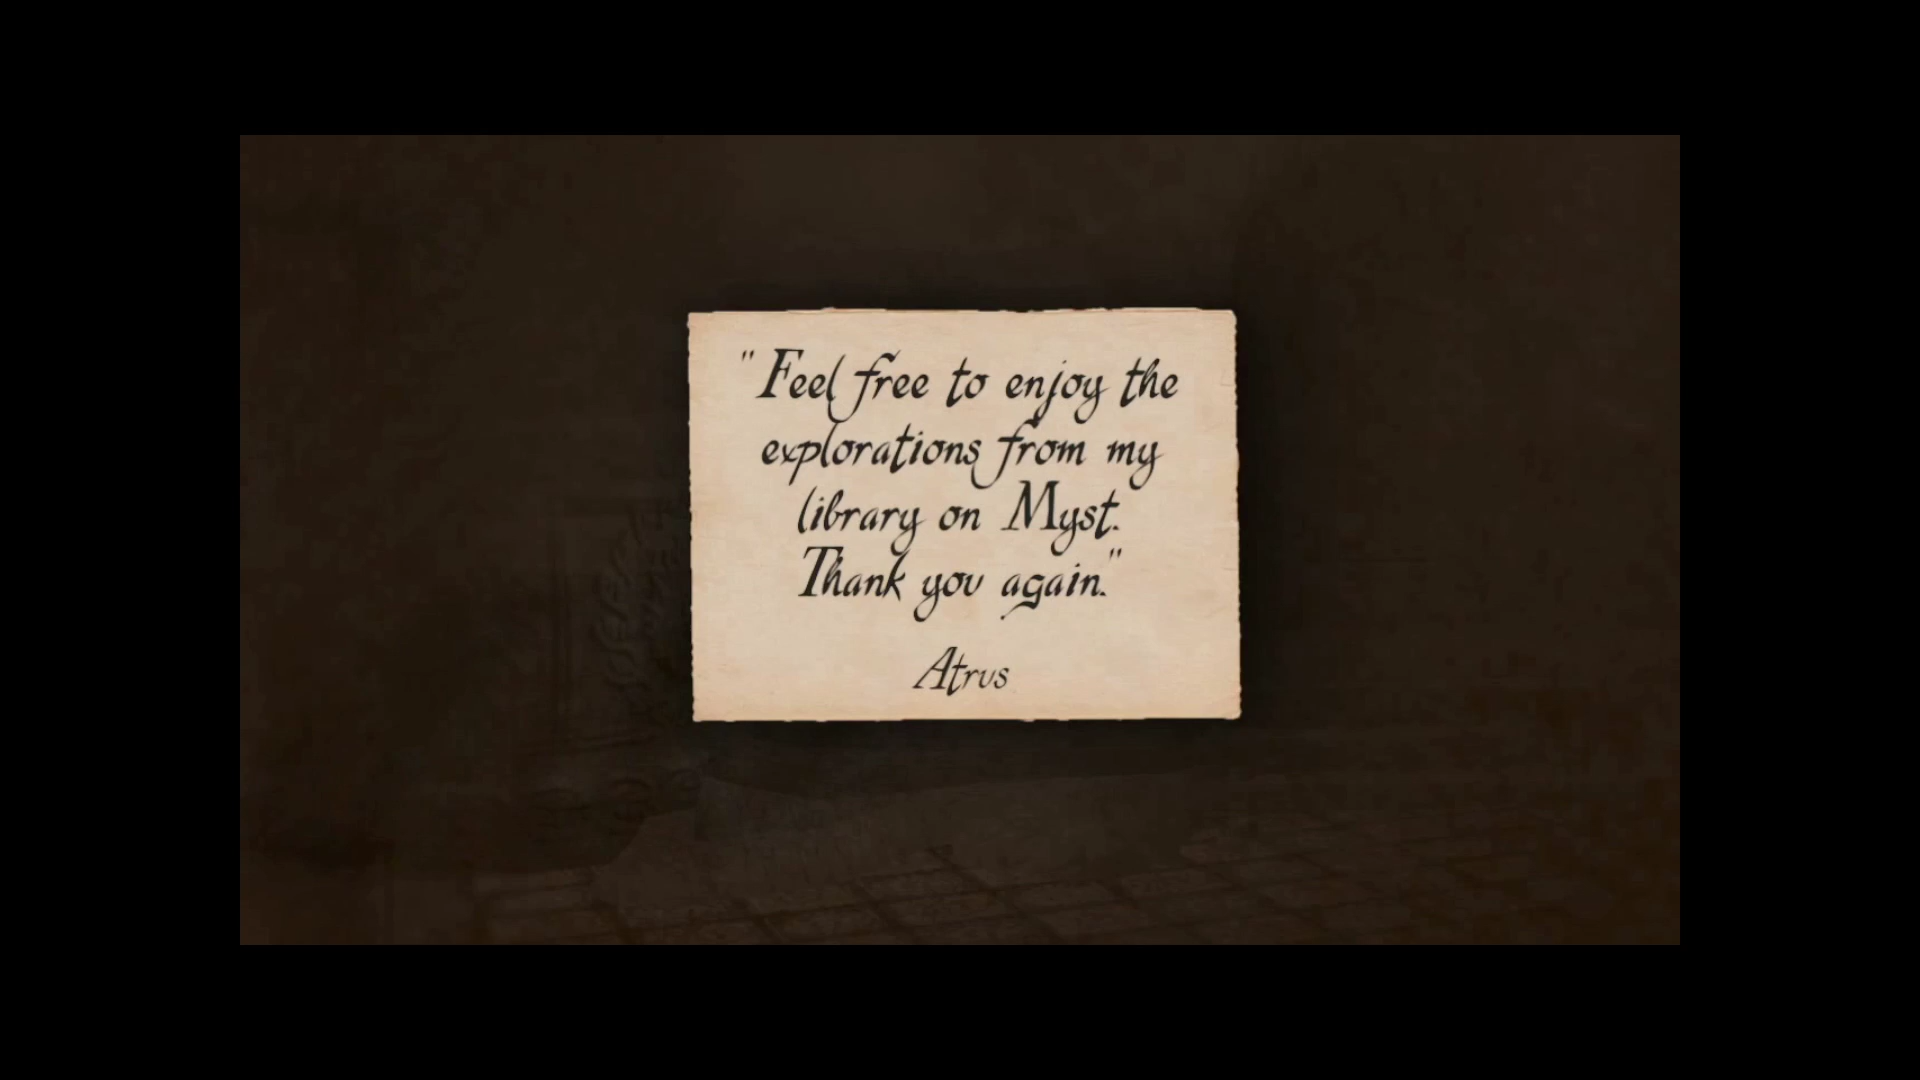 "Feel free to enjoy the
explorations from my
library on Myst.
Thank you again."
Atrus